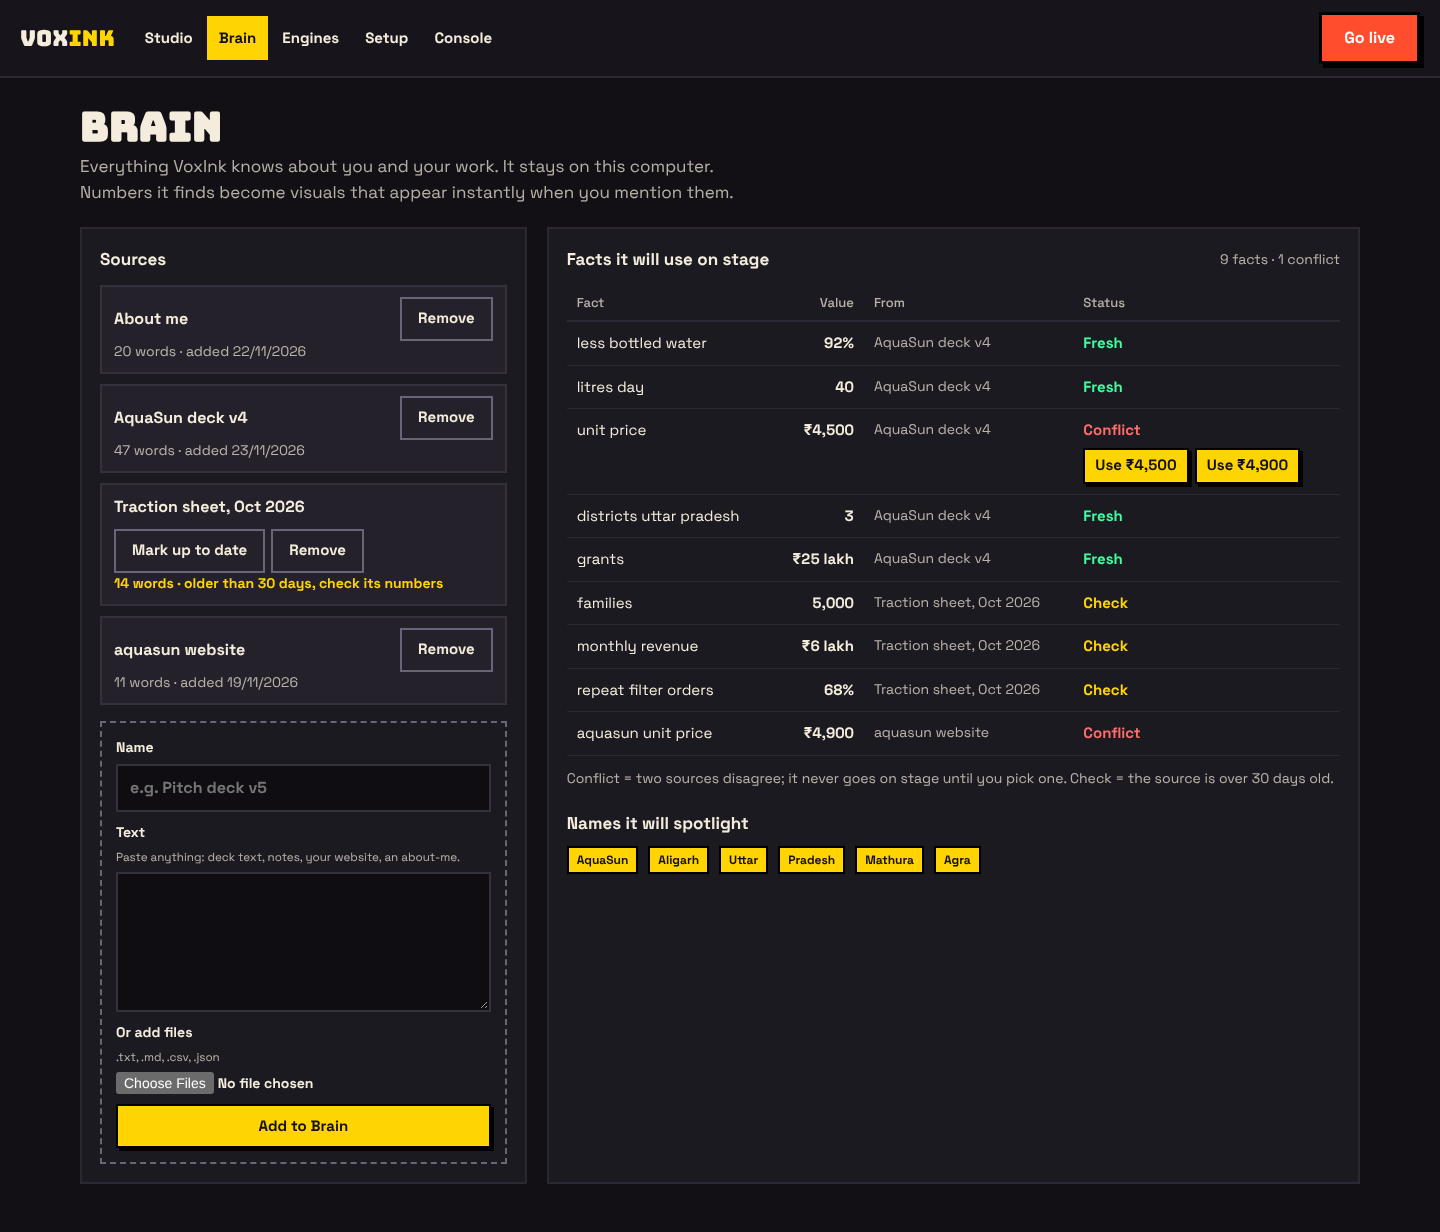 VOXINK Studio Brain Engines Setup Console Go live
BRAIN
Everything VoxInk knows about you and your work. It stays on this computer.
Numbers it finds become visuals that appear instantly when you mention them.
Sources
About me Remove
20 words · added 22/11/2026
AquaSun deck v4 Remove
47 words · added 23/11/2026
Traction sheet, Oct 2026
Mark up to date Remove
14 words · older than 30 days, check its numbers
aquasun website Remove
11 words · added 19/11/2026
Name
e.g. Pitch deck v5
Text
Paste anything: deck text, notes, your website, an about-me.
Or add files
.txt, .md, .csv, .json
Choose Files No file chosen
Add to Brain
Facts it will use on stage 9 facts · 1 conflict
Fact Value From Status
less bottled water 92% AquaSun deck v4 Fresh
litres day 40 AquaSun deck v4 Fresh
unit price ₹4,500 AquaSun deck v4 Conflict
Use ₹4,500 Use ₹4,900
districts uttar pradesh 3 AquaSun deck v4 Fresh
grants ₹25 lakh AquaSun deck v4 Fresh
families 5,000 Traction sheet, Oct 2026 Check
monthly revenue ₹6 lakh Traction sheet, Oct 2026 Check
repeat filter orders 68% Traction sheet, Oct 2026 Check
aquasun unit price ₹4,900 aquasun website Conflict
Conflict = two sources disagree; it never goes on stage until you pick one. Check = the source is over 30 days old.
Names it will spotlight
AquaSun Aligarh Uttar Pradesh Mathura Agra